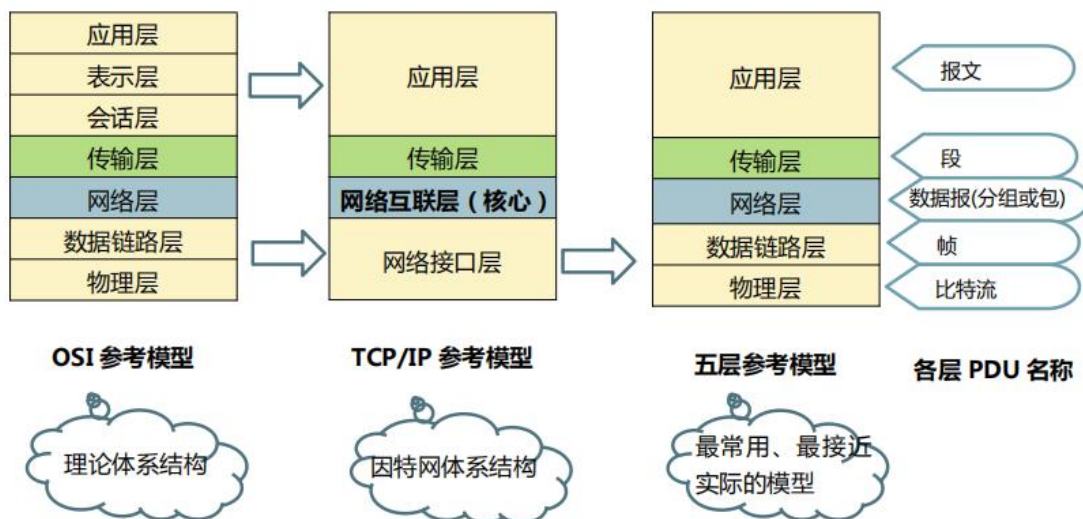 应用层
表示层
会话层
传输层
网络层
数据链路层
物理层
OSI 参考模型
理论体系结构
应用层
传输层
网络互联层（核心）
网络接口层
TCP/IP 参考模型
因特网体系结构
应用层
传输层
网络层
数据链路层
物理层
五层参考模型
最常用、最接近
实际的模型
报文
段
数据报(分组或包)
帧
比特流
各层 PDU 名称